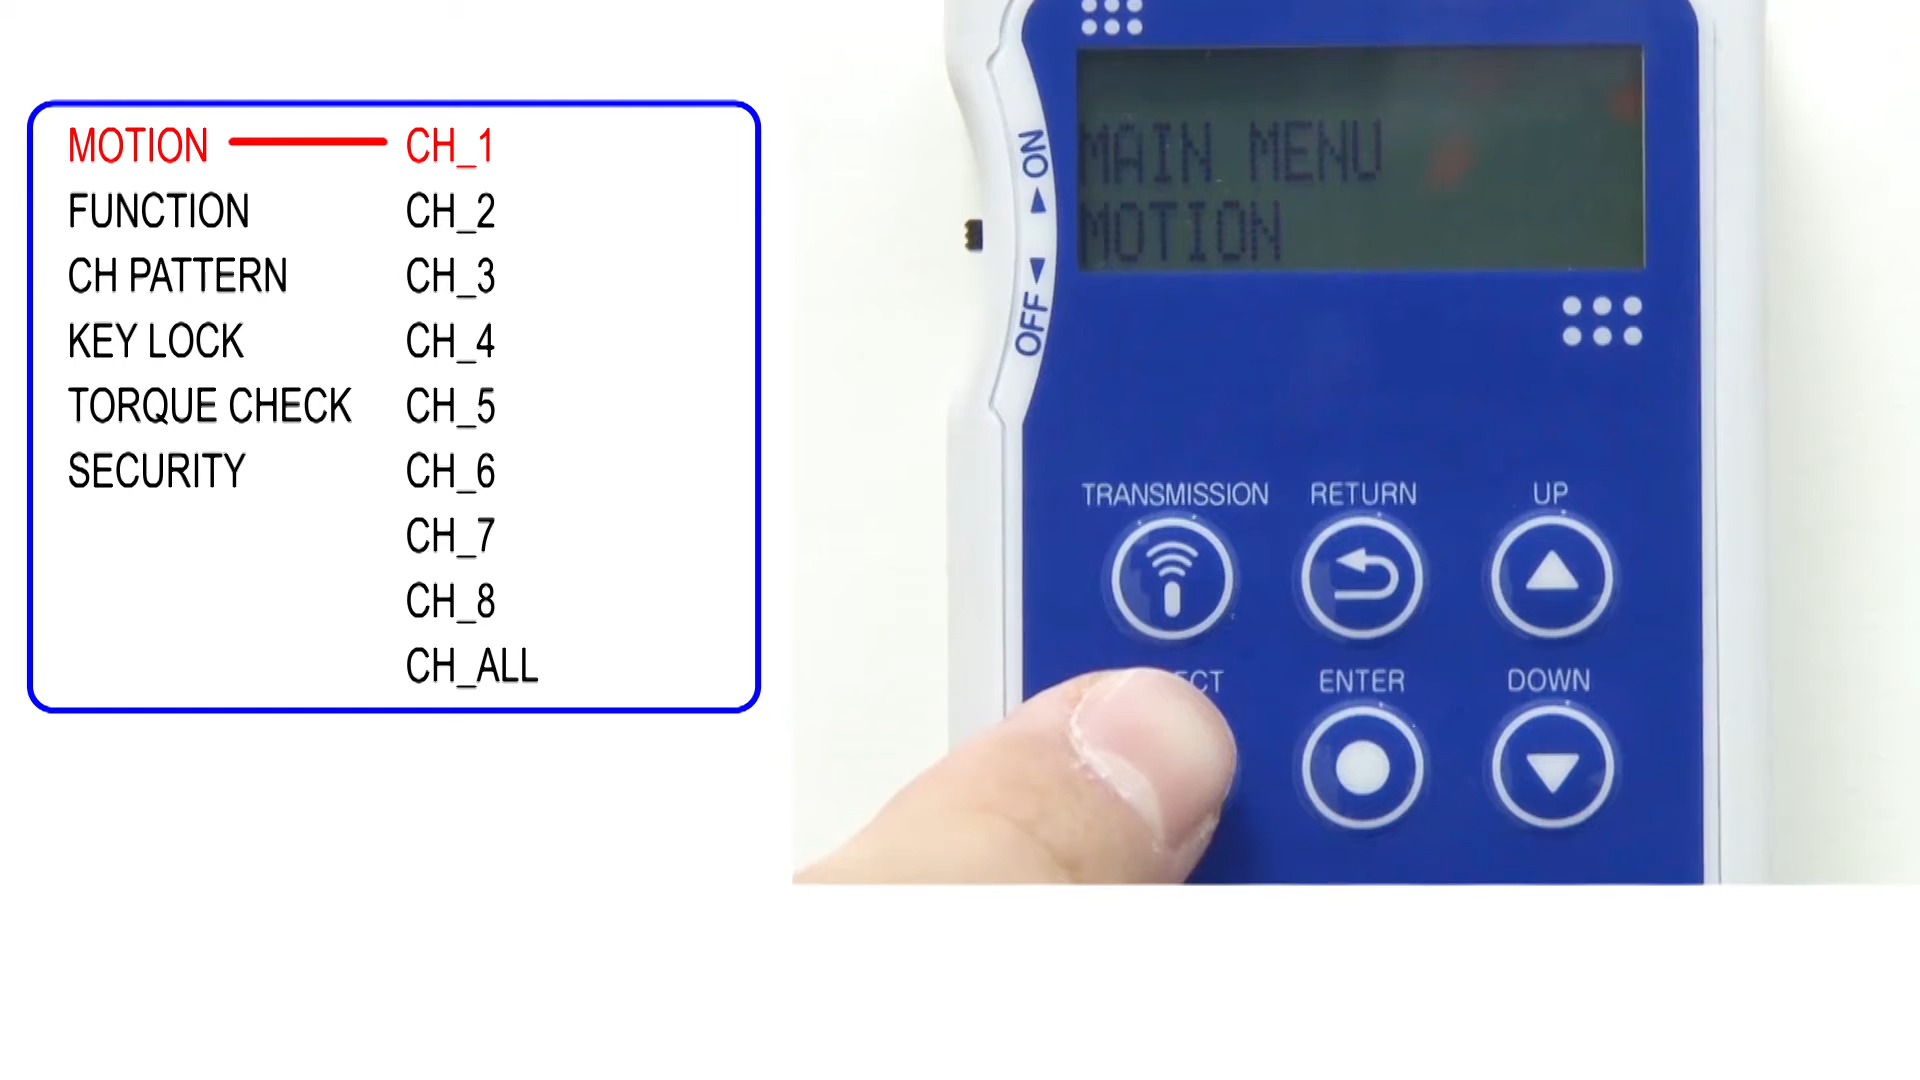 MOTION CH_1
FUNCTION CH_2
CH PATTERN CH_3
KEY LOCK CH_4
TORQUE CHECK CH_5
SECURITY CH_6
CH_7
CH_8
CH_ALL
ON
OFF
MAIN MENU
MOTION
TRANSMISSION RETURN UP
ENTER DOWN